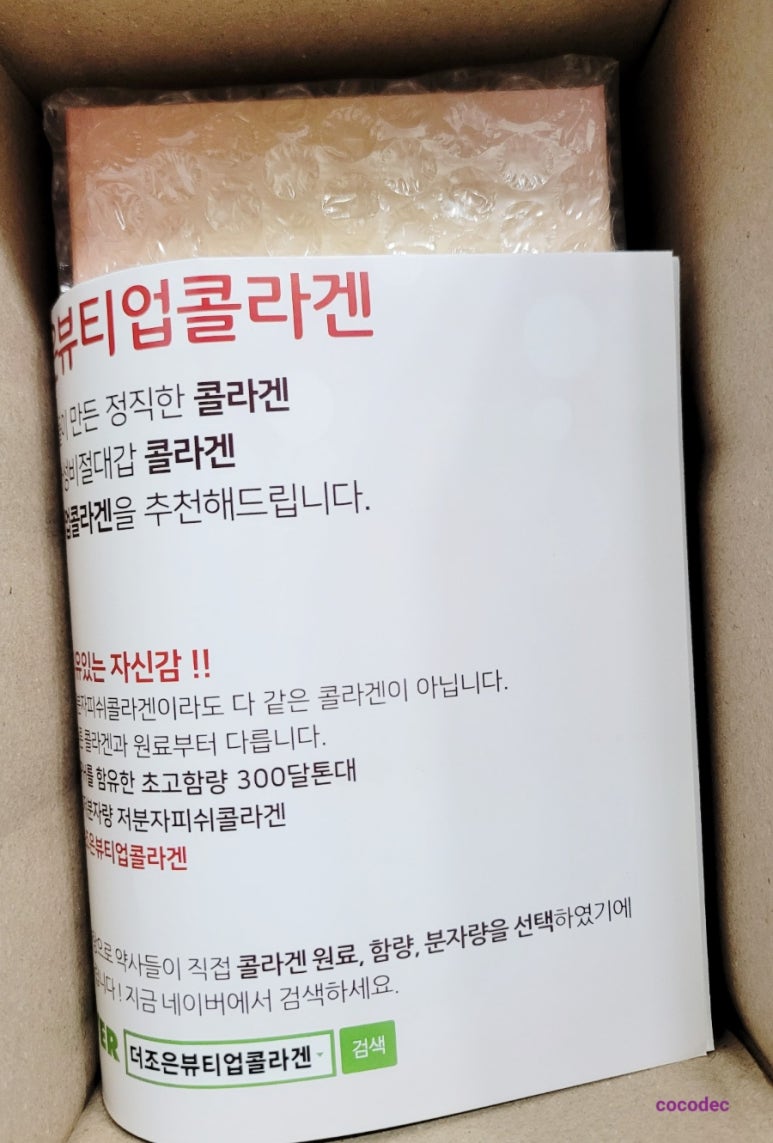 뷰티업콜라겐
만든 정직한 콜라겐
성비절대갑 콜라겐
업콜라겐을 추천해드립니다.
유있는 자신감 !!
분자피쉬콜라겐이라도 다 같은 콜라겐이 아닙니다.
콜라겐과 원료부터 다릅니다.
를 함유한 초고함량 300달톤대
저분자피쉬콜라겐
조은뷰티업콜라겐
으로 약사들이 직접 콜라겐 원료, 함량, 분자량을 선택하였기에
니다 ! 지금 네이버에서 검색하세요.
ER 더조은뷰티업콜라겐 검색
cocodec